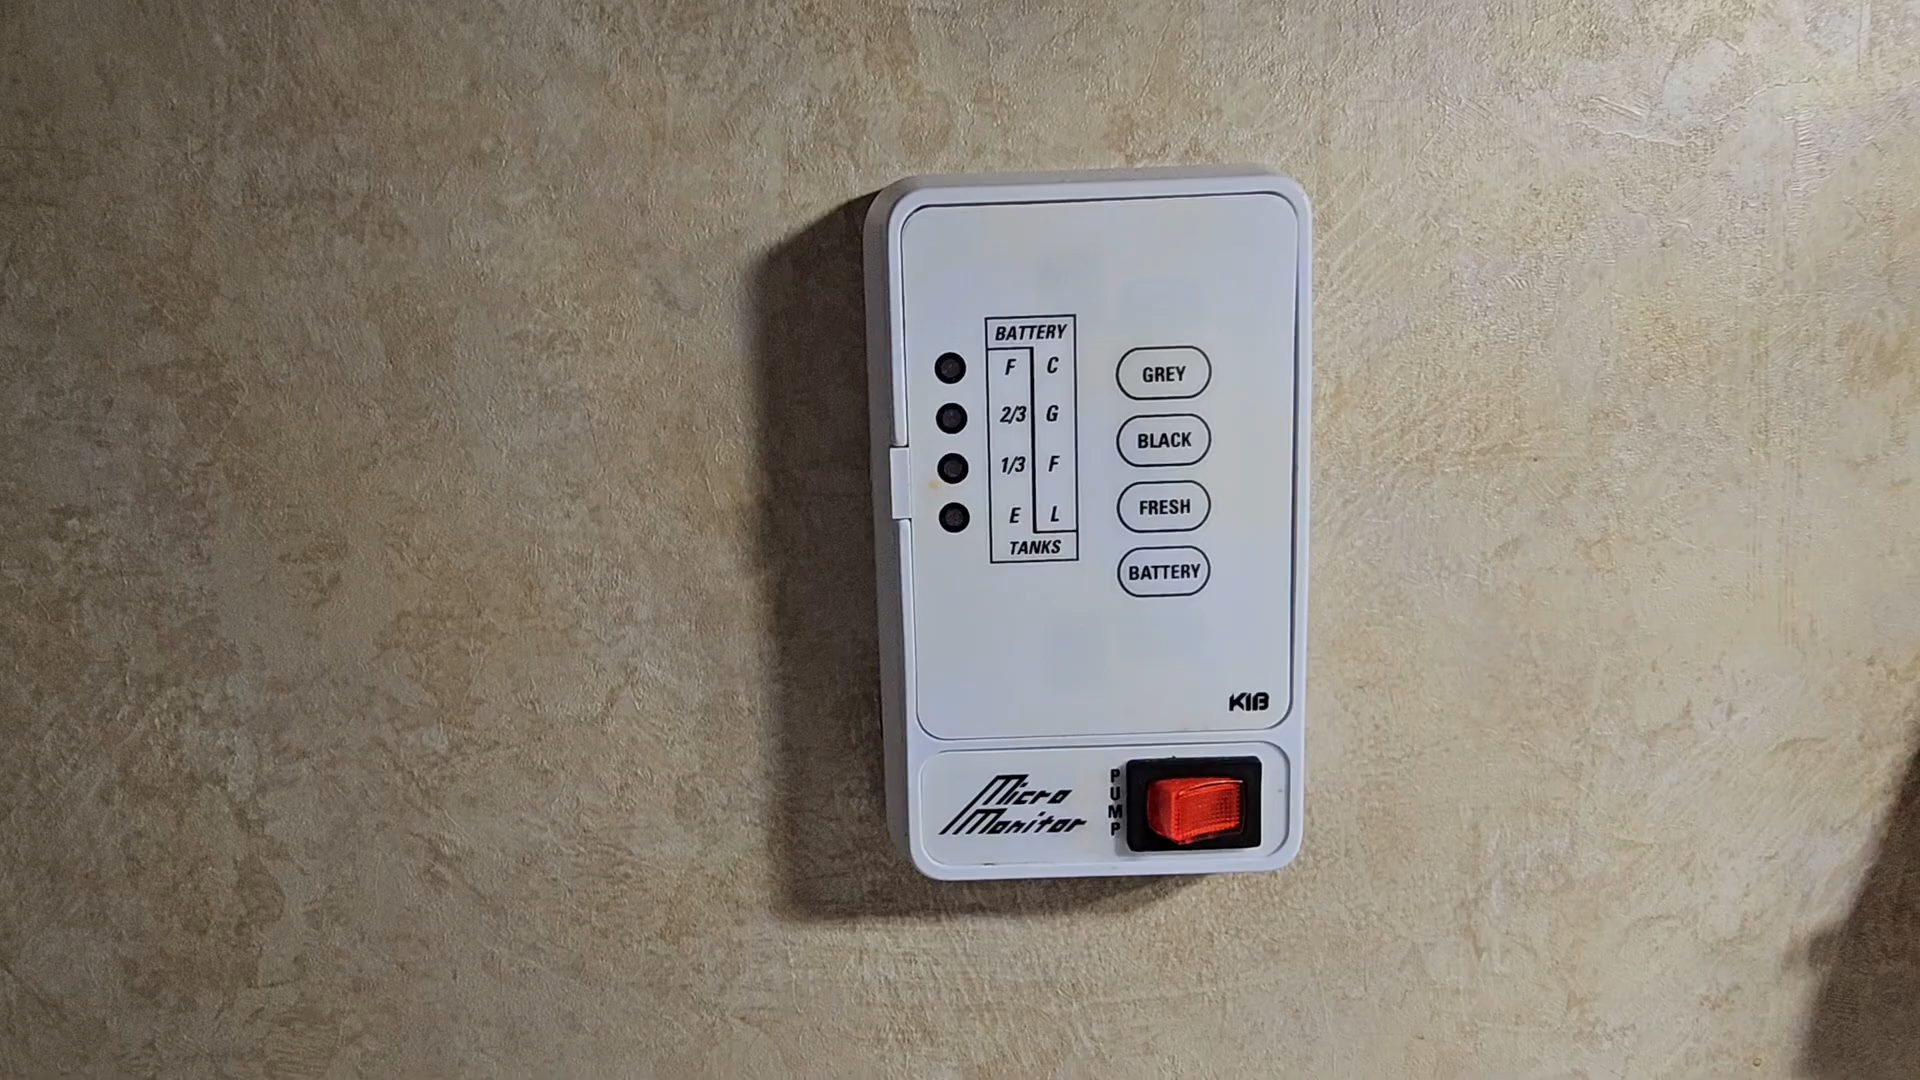 BATTERY
F C
2/3 G
1/3 F
E L
TANKS
GREY
BLACK
FRESH
BATTERY
KIB
Micro
Monitor
PUMP